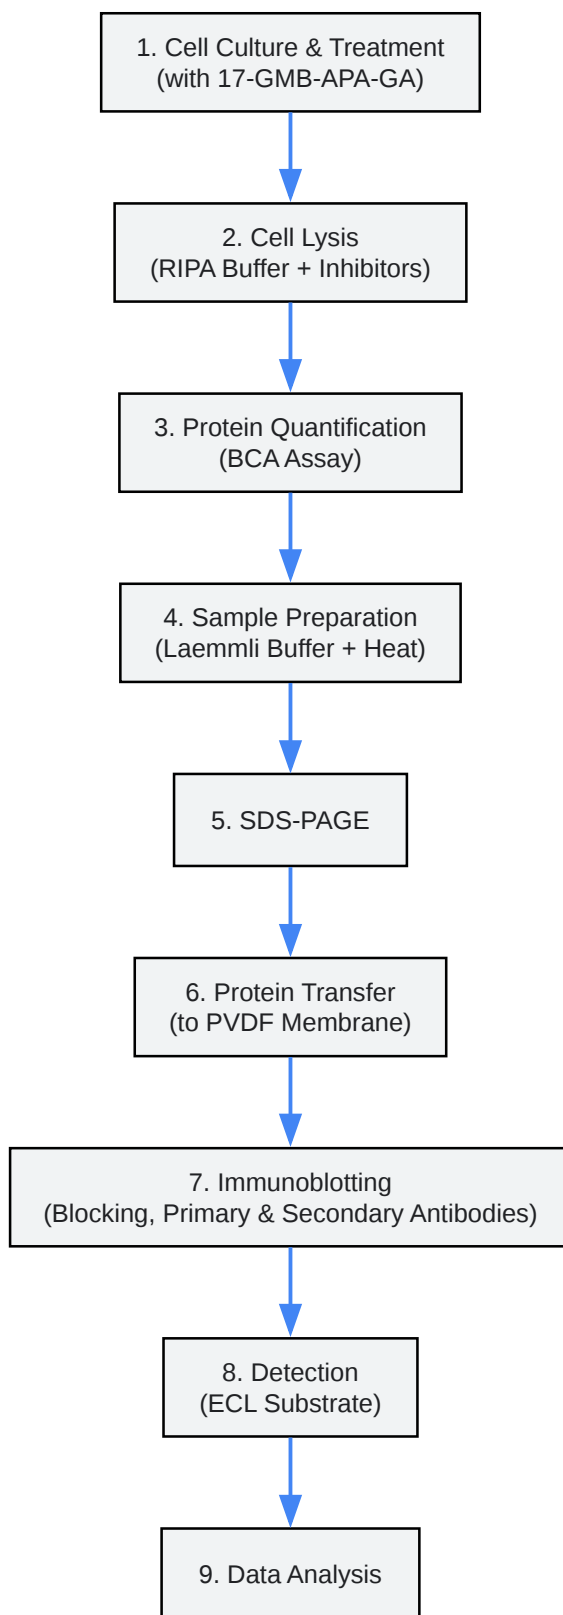 1. Cell Culture & Treatment
(with 17-GMB-APA-GA)
2. Cell Lysis
(RIPA Buffer + Inhibitors)
3. Protein Quantification
(BCA Assay)
4. Sample Preparation
(Laemmli Buffer + Heat)
5. SDS-PAGE
6. Protein Transfer
(to PVDF Membrane)
7. Immunoblotting
(Blocking, Primary & Secondary Antibodies)
8. Detection
(ECL Substrate)
9. Data Analysis